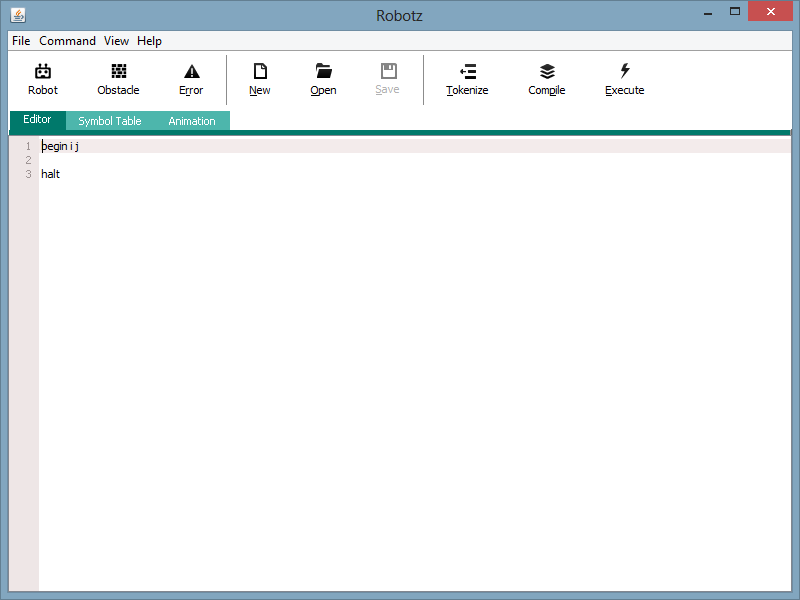 Robotz
File Command View Help
Robot Obstacle Error New Open Save Tokenize Compile Execute
Editor Symbol Table Animation
1 begin i j
2
3 halt